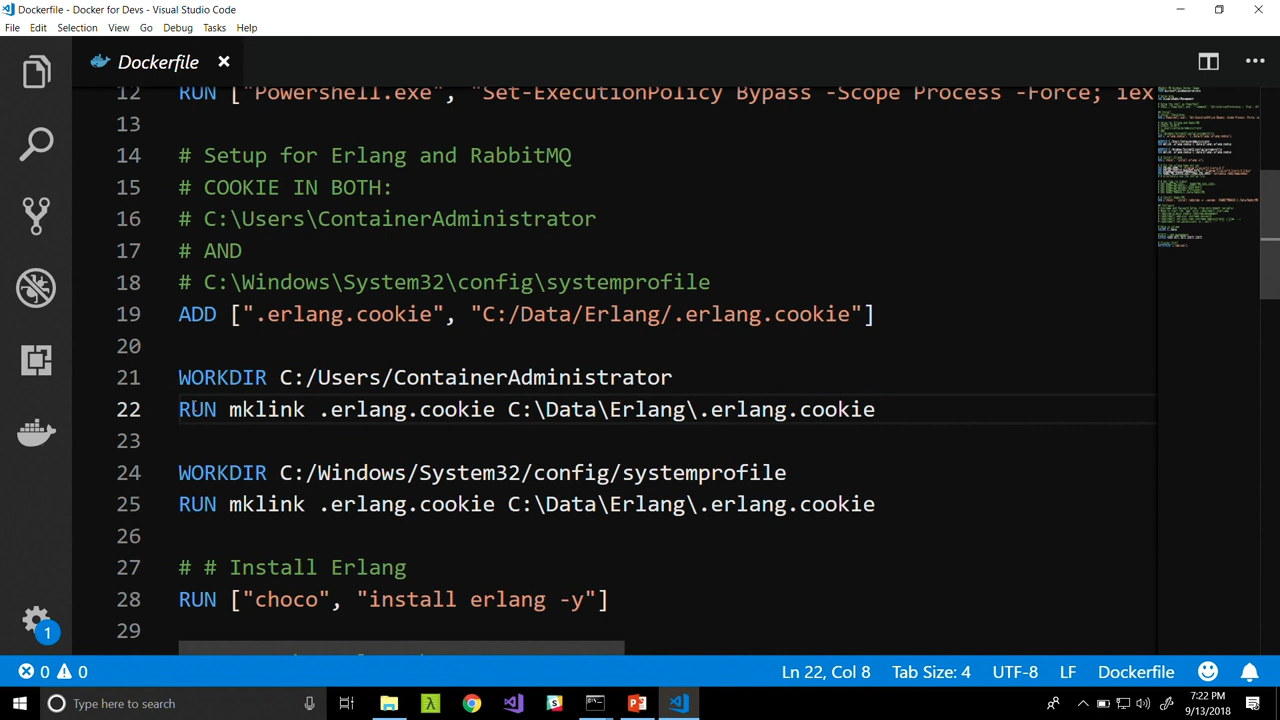 Dockerfile - Docker for Devs - Visual Studio Code
File Edit Selection View Go Debug Tasks Help
Dockerfile
12 RUN ["Powershell.exe", "Set-ExecutionPolicy Bypass -Scope Process -Force; iex
13
14 # Setup for Erlang and RabbitMQ
15 # COOKIE IN BOTH:
16 # C:\Users\ContainerAdministrator
17 # AND
18 # C:\Windows\System32\config\systemprofile
19 ADD [".erlang.cookie", "C:/Data/Erlang/.erlang.cookie"]
20
21 WORKDIR C:/Users/ContainerAdministrator
22 RUN mklink .erlang.cookie C:\Data\Erlang\.erlang.cookie
23
24 WORKDIR C:/Windows/System32/config/systemprofile
25 RUN mklink .erlang.cookie C:\Data\Erlang\.erlang.cookie
26
27 # # Install Erlang
28 RUN ["choco", "install erlang -y"]
29
1
0 0 Ln 22, Col 8 Tab Size: 4 UTF-8 LF Dockerfile
Type here to search
7:22 PM
9/13/2018